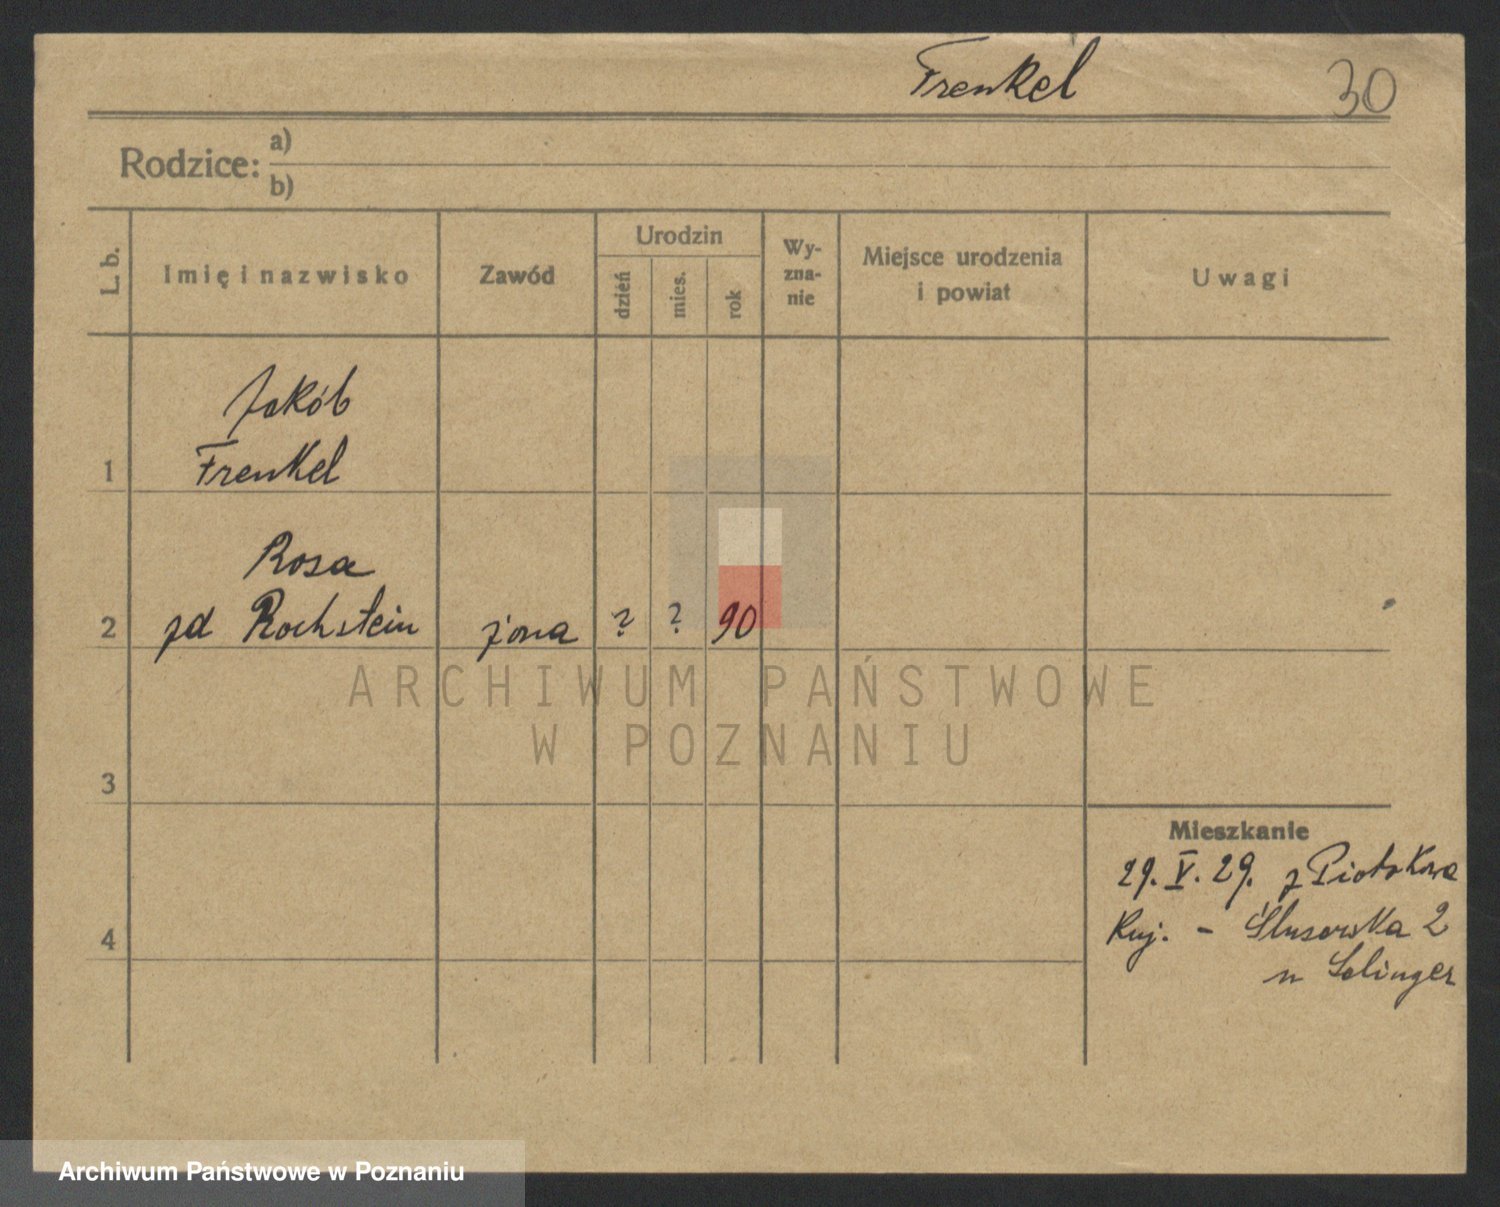 Frenkel 30
Rodzice: a)
b)
L. b. Imię i nazwisko Zawód Urodzin dzień mies. rok Wy-zna-nie Miejsce urodzenia i powiat Uwagi
Jakób
1 Frenkel
Rosa
2 zd Rochstein żona ? ? 90
ARCHIWUM PAŃSTWOWE
W POZNANIU
3
Mieszkanie
29. V. 29. z Piotrkowa
Kuj. - Ślusarska 2
4
u Solinger
Archiwum Państwowe w Poznaniu